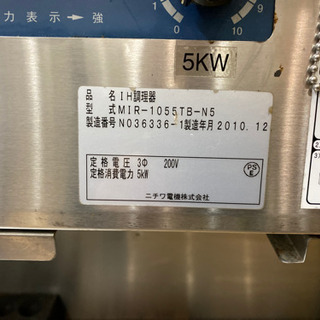 力表示⇒強
0 10
1 9
5KW
品 名 IH調理器
型 式 MIR-1055TB-N5
製造番号 N036336-1 製造年月 2010.12
定 格 電 圧 3Φ 200V
定格消費電力 5kW
PSE
ニチワ電機株式会社